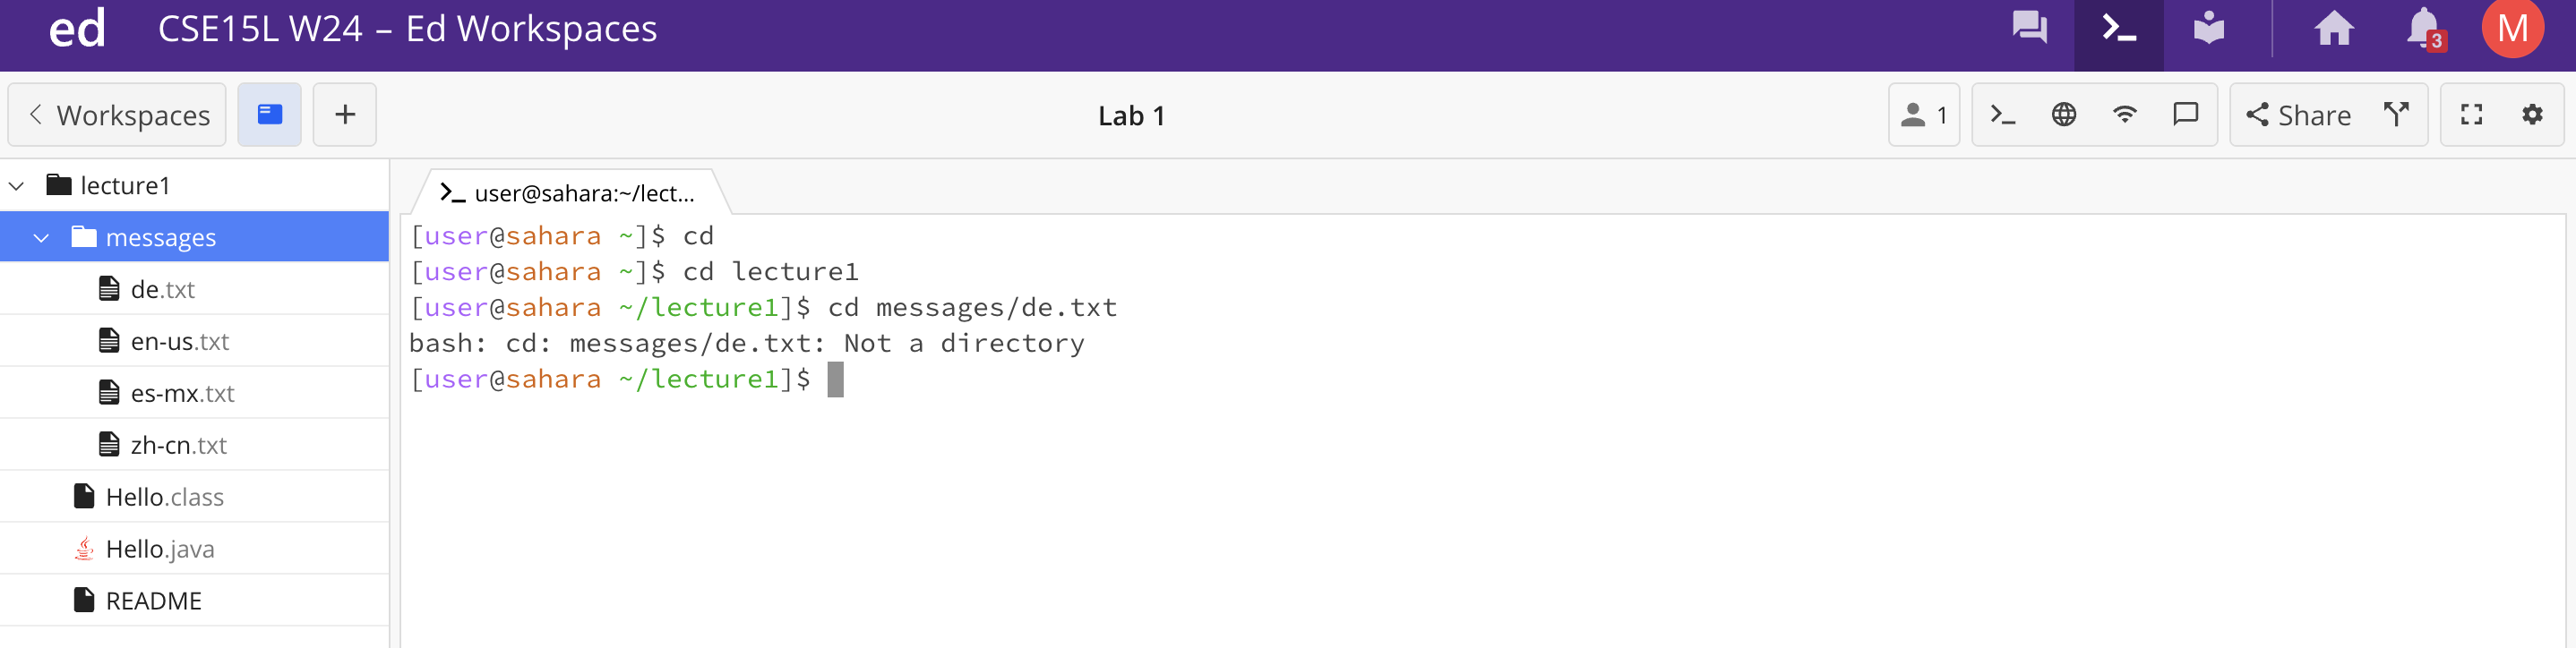 ed CSE15L W24 – Ed Workspaces 3 M
Workspaces + Lab 1 1 Share
lecture1
messages
de.txt
en-us.txt
es-mx.txt
zh-cn.txt
Hello.class
Hello.java
README
user@sahara:~/lect...
[user@sahara ~]$ cd
[user@sahara ~]$ cd lecture1
[user@sahara ~/lecture1]$ cd messages/de.txt
bash: cd: messages/de.txt: Not a directory
[user@sahara ~/lecture1]$